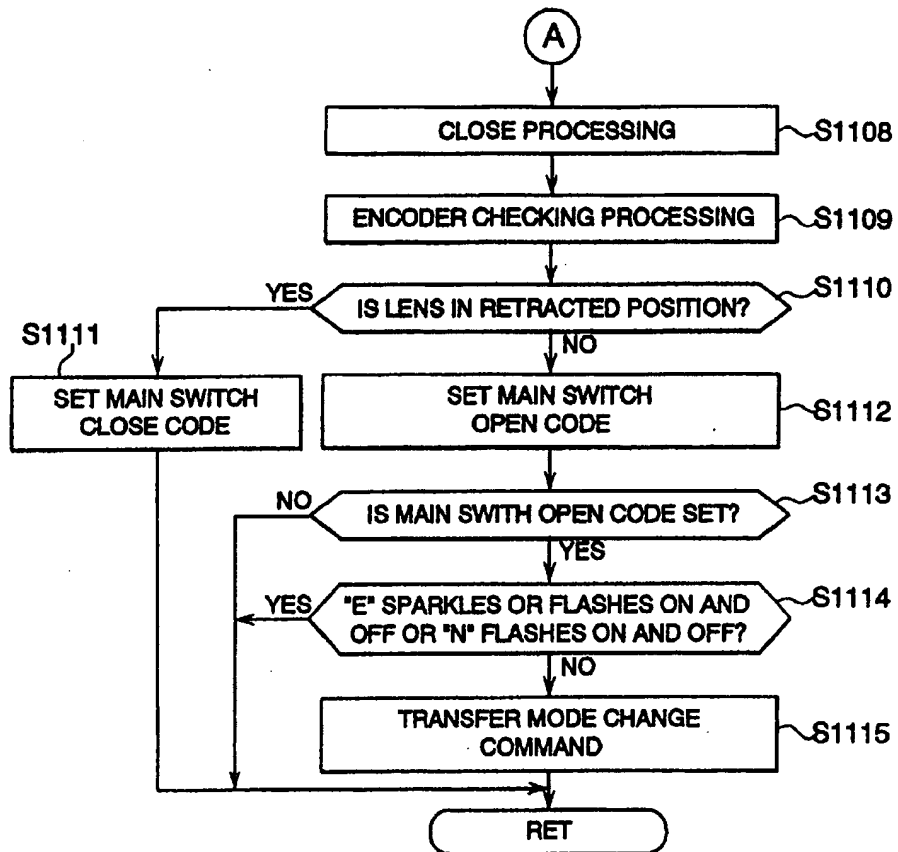 A
CLOSE PROCESSING
S1108
ENCODER CHECKING PROCESSING
S1109
YES
IS LENS IN RETRACTED POSITION?
S1110
S1111
NO
SET MAIN SWITCH
CLOSE CODE
SET MAIN SWITCH
OPEN CODE
S1112
NO
IS MAIN SWITH OPEN CODE SET?
S1113
YES
YES
"E" SPARKLES OR FLASHES ON AND
OFF OR "N" FLASHES ON AND OFF?
S1114
NO
TRANSFER MODE CHANGE
COMMAND
S1115
RET